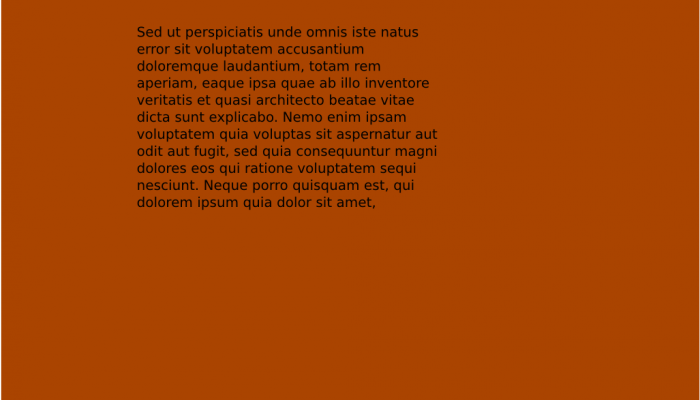 Sed ut perspiciatis unde omnis iste natus
error sit voluptatem accusantium
doloremque laudantium, totam rem
aperiam, eaque ipsa quae ab illo inventore
veritatis et quasi architecto beatae vitae
dicta sunt explicabo. Nemo enim ipsam
voluptatem quia voluptas sit aspernatur aut
odit aut fugit, sed quia consequuntur magni
dolores eos qui ratione voluptatem sequi
nesciunt. Neque porro quisquam est, qui
dolorem ipsum quia dolor sit amet,